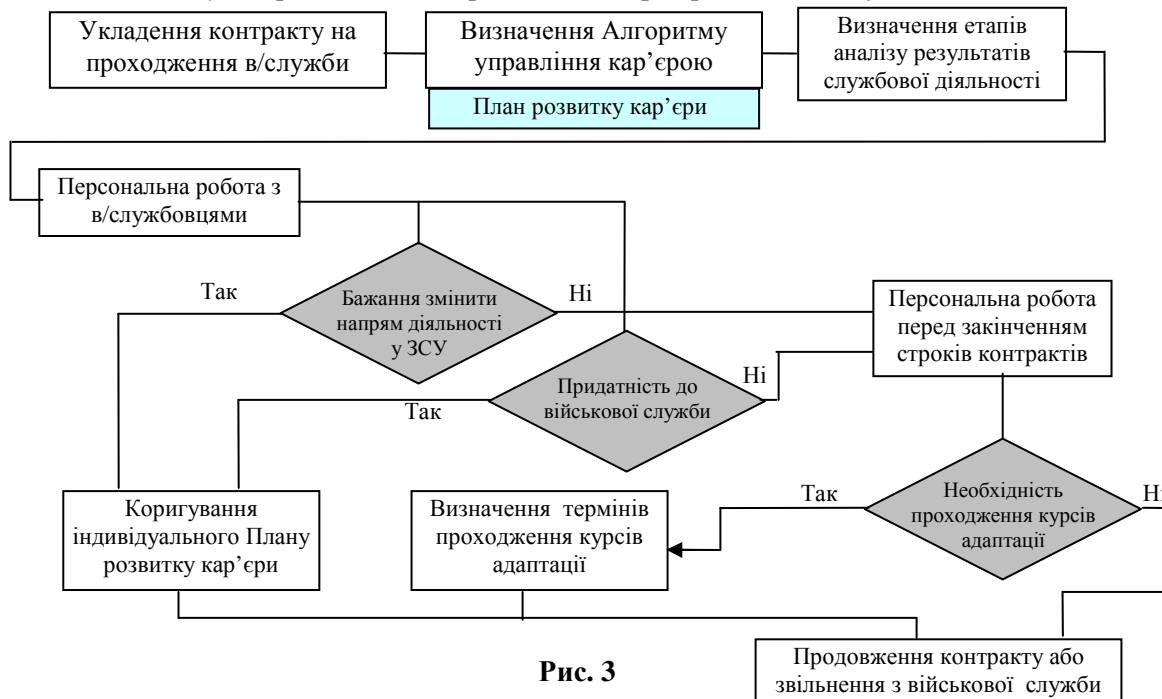 Укладення контракту на
проходження в/служби
Визначення Алгоритму
управління кар’єрою
План розвитку кар’єри
Визначення етапів
аналізу результатів
службової діяльності
Персональна робота з
в/службовцями
Так
Бажання змінити
напрям діяльності
у ЗСУ
Ні
Персональна робота
перед закінченням
строків контрактів
Так
Придатність до
військової служби
Ні
Коригування
індивідуального Плану
розвитку кар’єри
Визначення термінів
проходження курсів
адаптації
Так
Необхідність
проходження курсів
адаптації
Ні
Рис. 3
Продовження контракту або
звільнення з військової служби